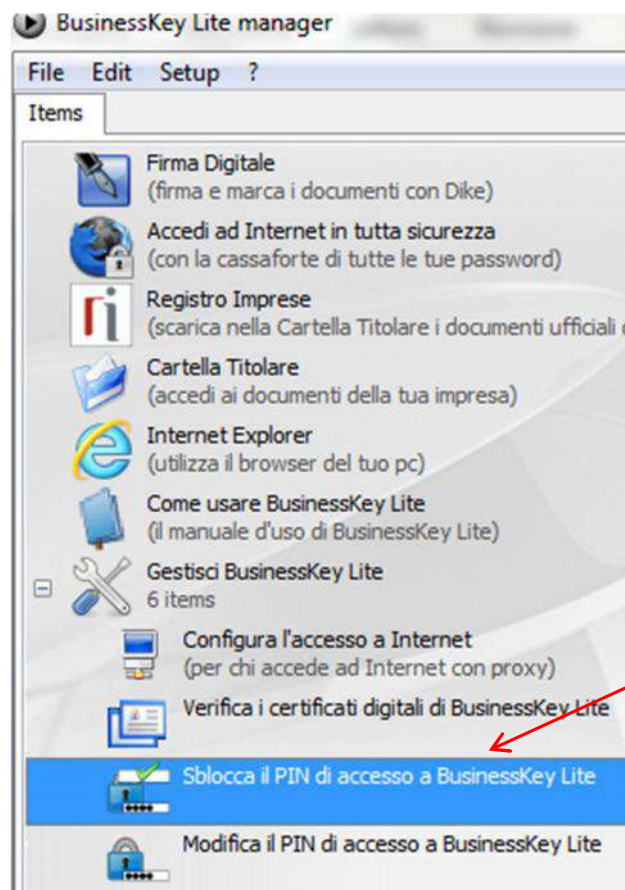 BusinessKey Lite manager
File Edit Setup ?
Items
Firma Digitale
(firma e marca i documenti con Dike)
Accedi ad Internet in tutta sicurezza
(con la cassaforte di tutte le tue password)
ri
Registro Imprese
(scarica nella Cartella Titolare i documenti ufficiali
Cartella Titolare
(accedi ai documenti della tua impresa)
Internet Explorer
(utilizza il browser del tuo pc)
Come usare BusinessKey Lite
(il manuale d'uso di BusinessKey Lite)
Gestisci BusinessKey Lite
6 items
Configura l'accesso a Internet
(per chi accede ad Internet con proxy)
Verifica i certificati digitali di BusinessKey Lite
Sblocca il PIN di accesso a BusinessKey Lite
Modifica il PIN di accesso a BusinessKey Lite